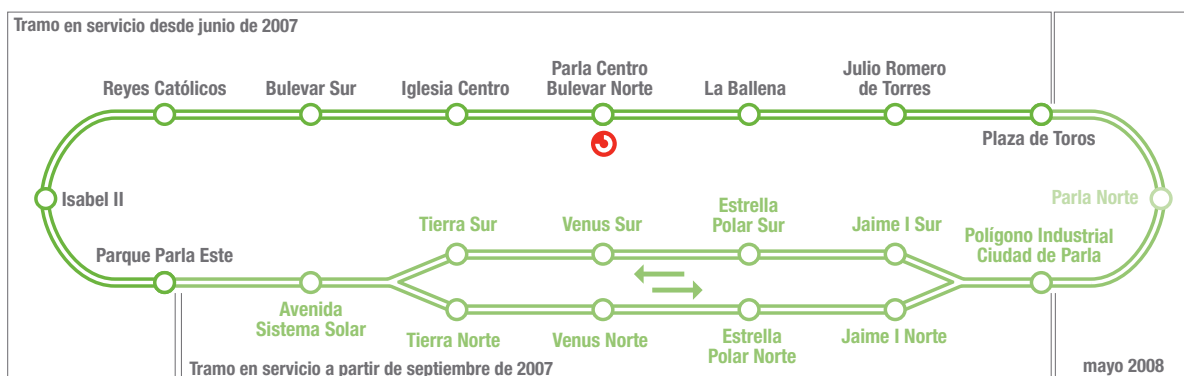 Tramo en servicio desde junio de 2007
Reyes Católicos
Bulevar Sur
Iglesia Centro
Parla Centro
Bulevar Norte
La Ballena
Julio Romero
de Torres
Plaza de Toros
Isabel II
Parla Norte
Tierra Sur
Venus Sur
Estrella
Polar Sur
Jaime I Sur
Polígono Industrial
Ciudad de Parla
Parque Parla Este
Avenida
Sistema Solar
Tierra Norte
Venus Norte
Estrella
Polar Norte
Jaime I Norte
Tramo en servicio a partir de septiembre de 2007
mayo 2008